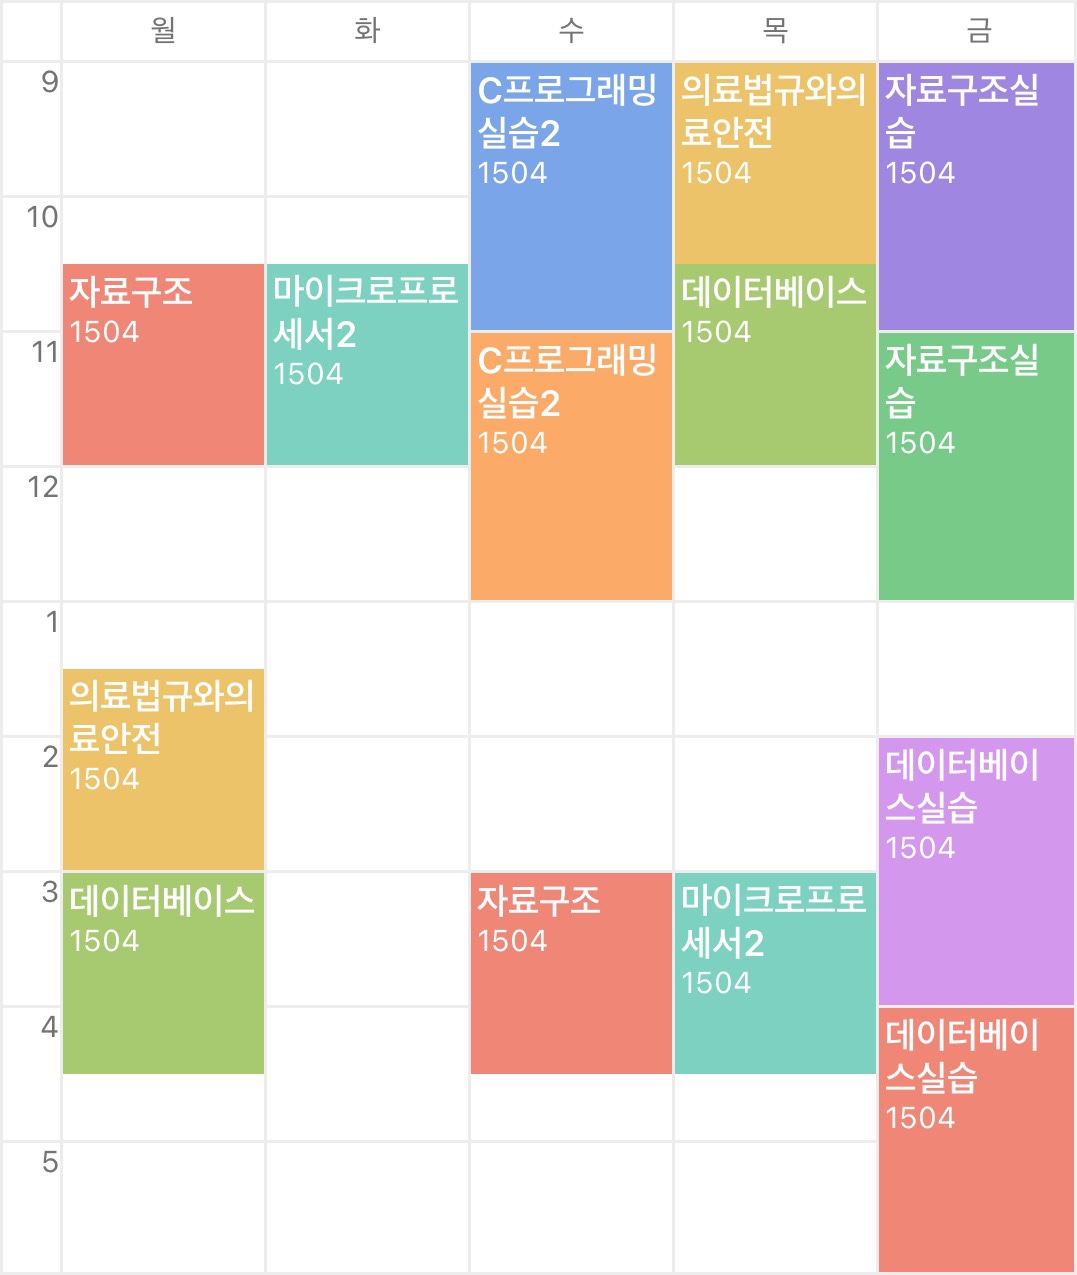 월 화 수 목 금
9
C프로그래밍
실습2
1504
의료법규와의
료안전
1504
자료구조실
습
1504
10
자료구조
1504
마이크로프로
세서2
1504
데이터베이스
1504
11
C프로그래밍
실습2
1504
자료구조실
습
1504
12
1
의료법규와의
료안전
1504
2
데이터베이
스실습
1504
3
데이터베이스
1504
자료구조
1504
마이크로프로
세서2
1504
4
데이터베이
스실습
1504
5